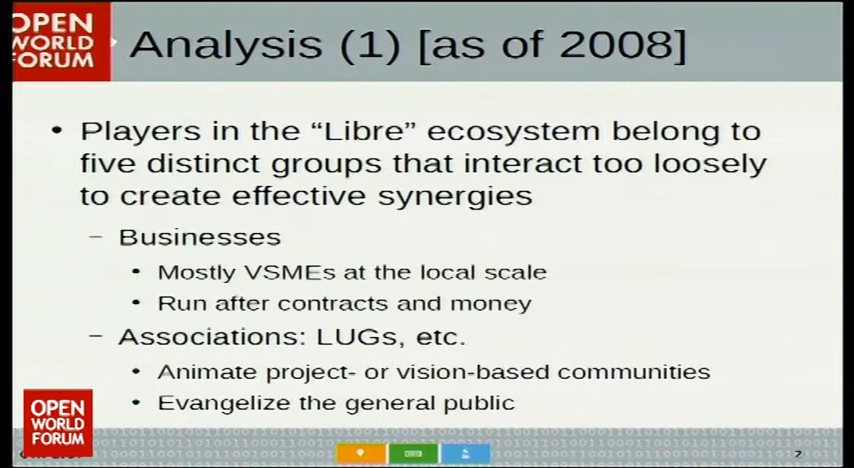 OPEN
WORLD
FORUM
Analysis (1) [as of 2008]
• Players in the “Libre” ecosystem belong to
five distinct groups that interact too loosely
to create effective synergies
– Businesses
• Mostly VSMEs at the local scale
• Run after contracts and money
– Associations: LUGs, etc.
• Animate project- or vision-based communities
• Evangelize the general public
OPEN
WORLD
FORUM
2